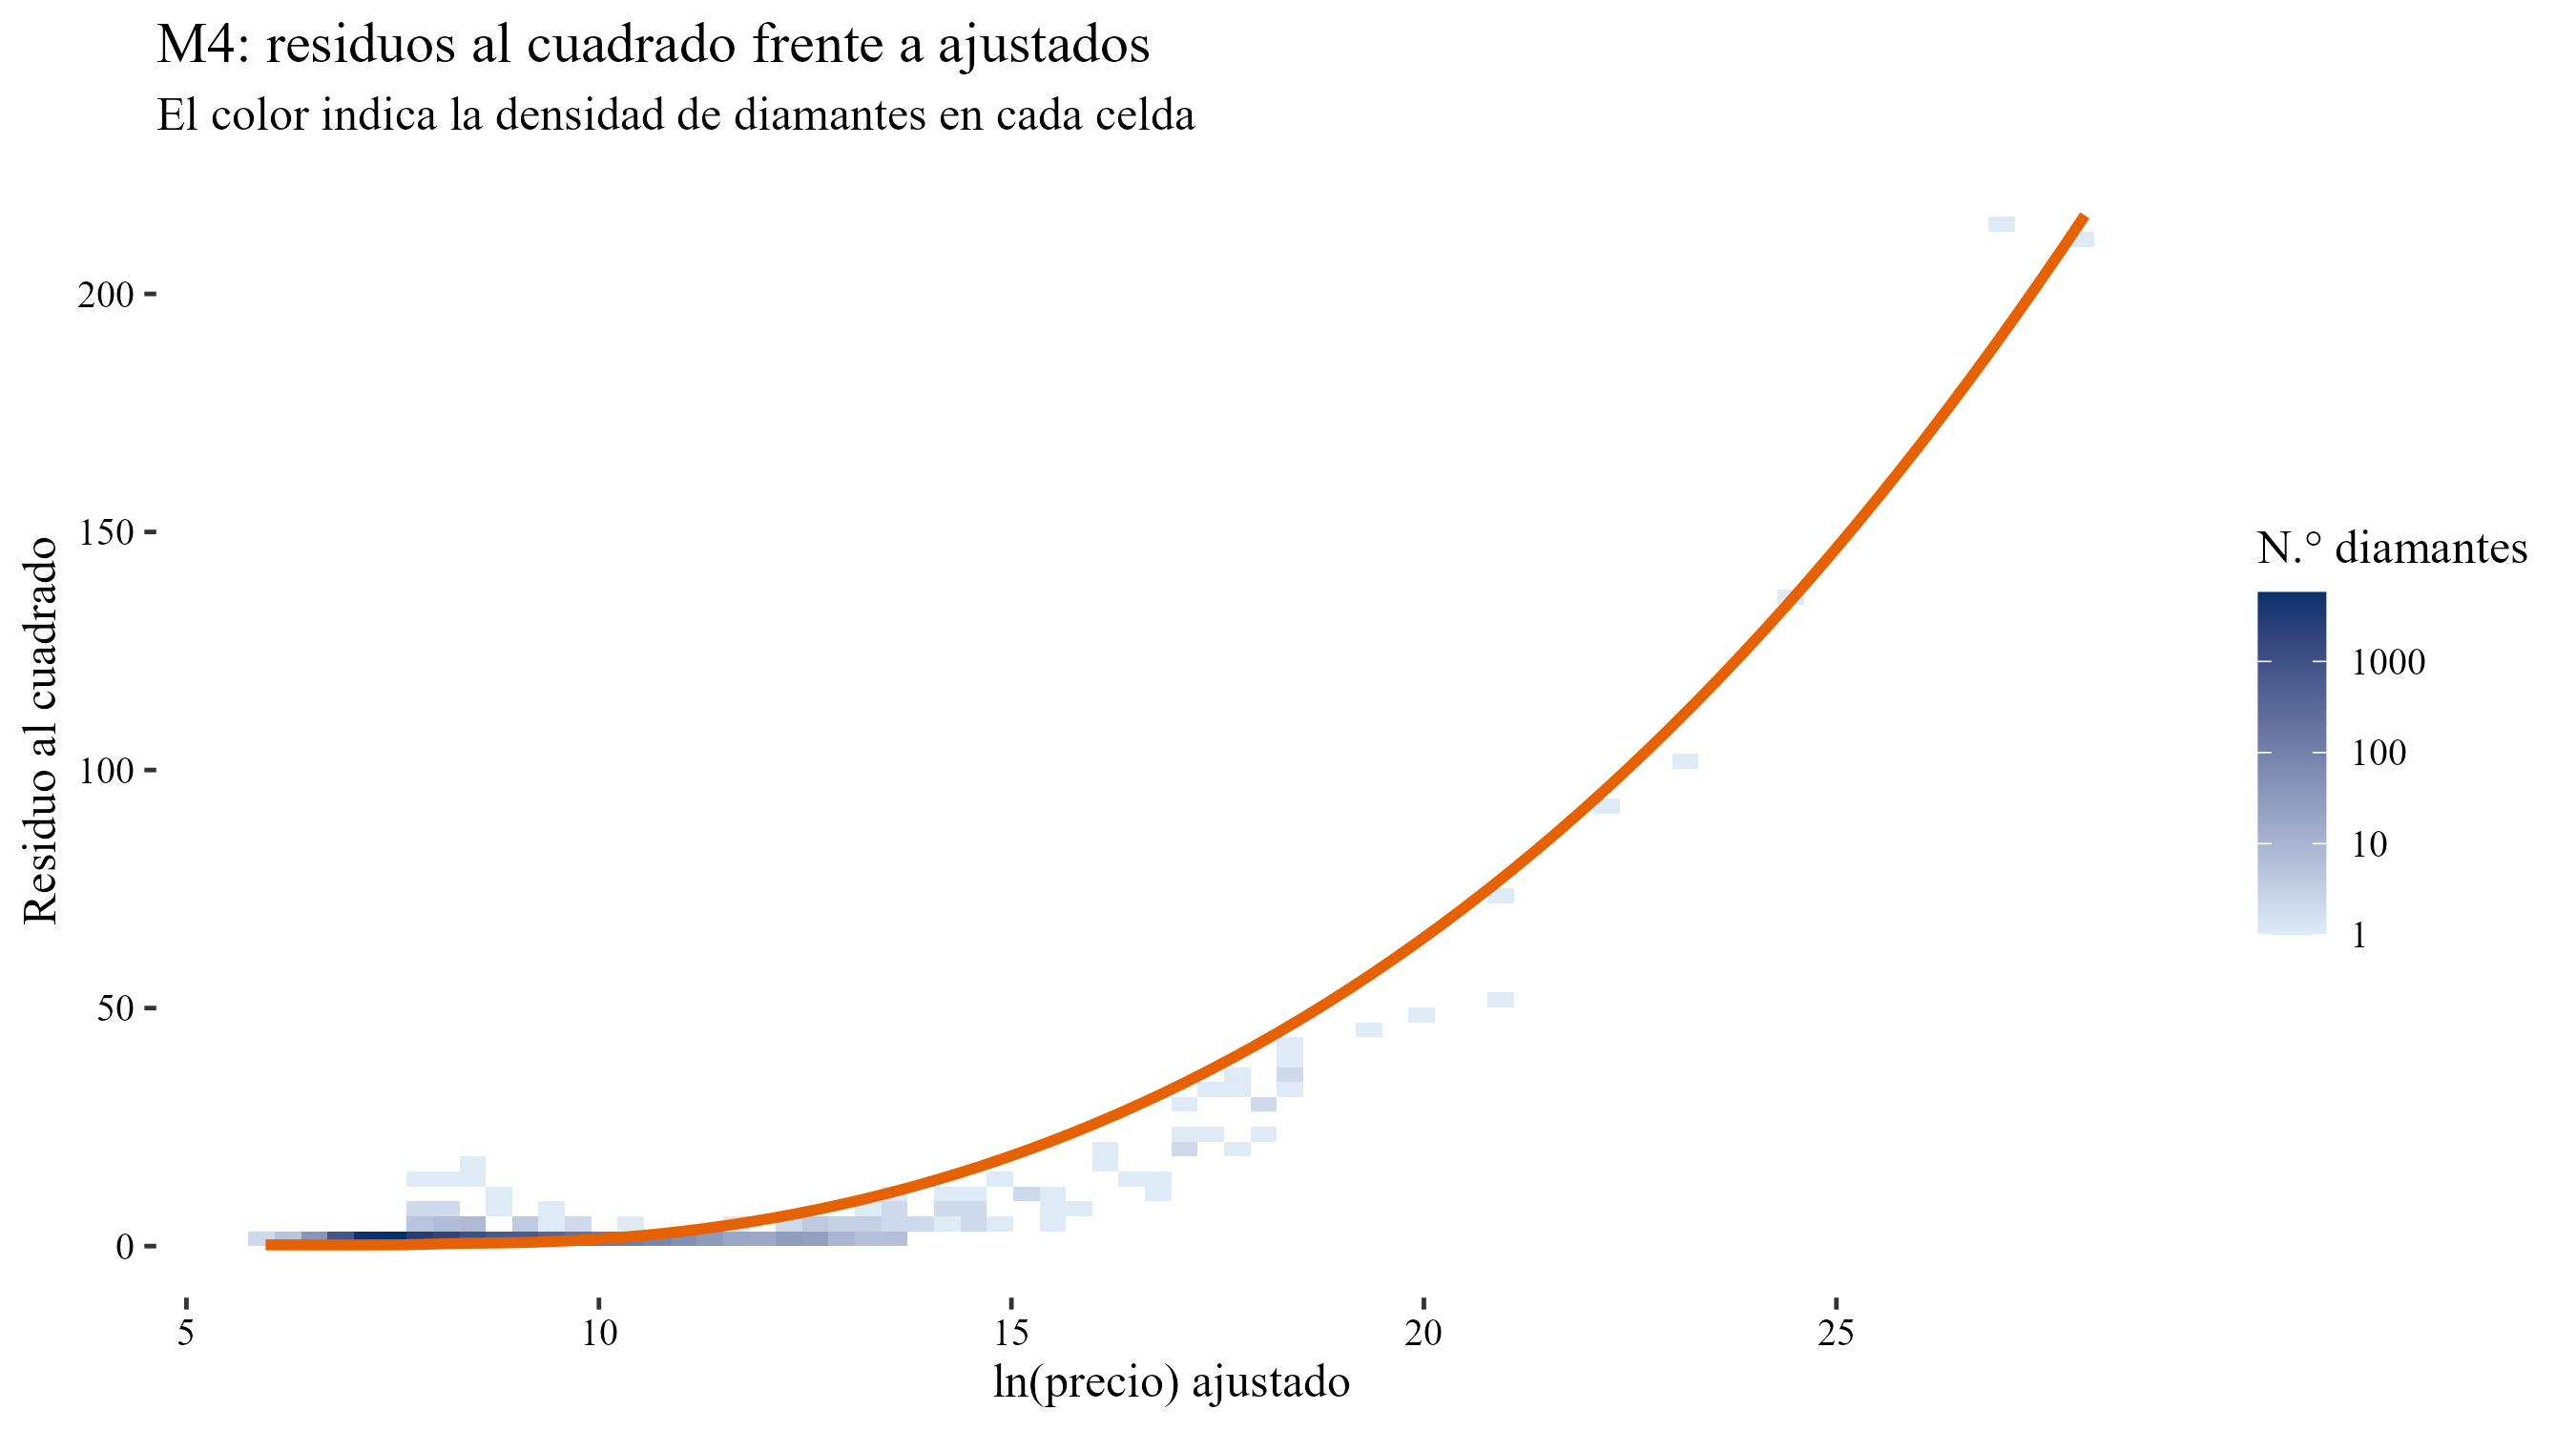 M4: residuos al cuadrado frente a ajustados
El color indica la densidad de diamantes en cada celda
Residuo al cuadrado
200
150
100
50
0
5
10
15
20
25
ln(precio) ajustado
N.° diamantes
1000
100
10
1